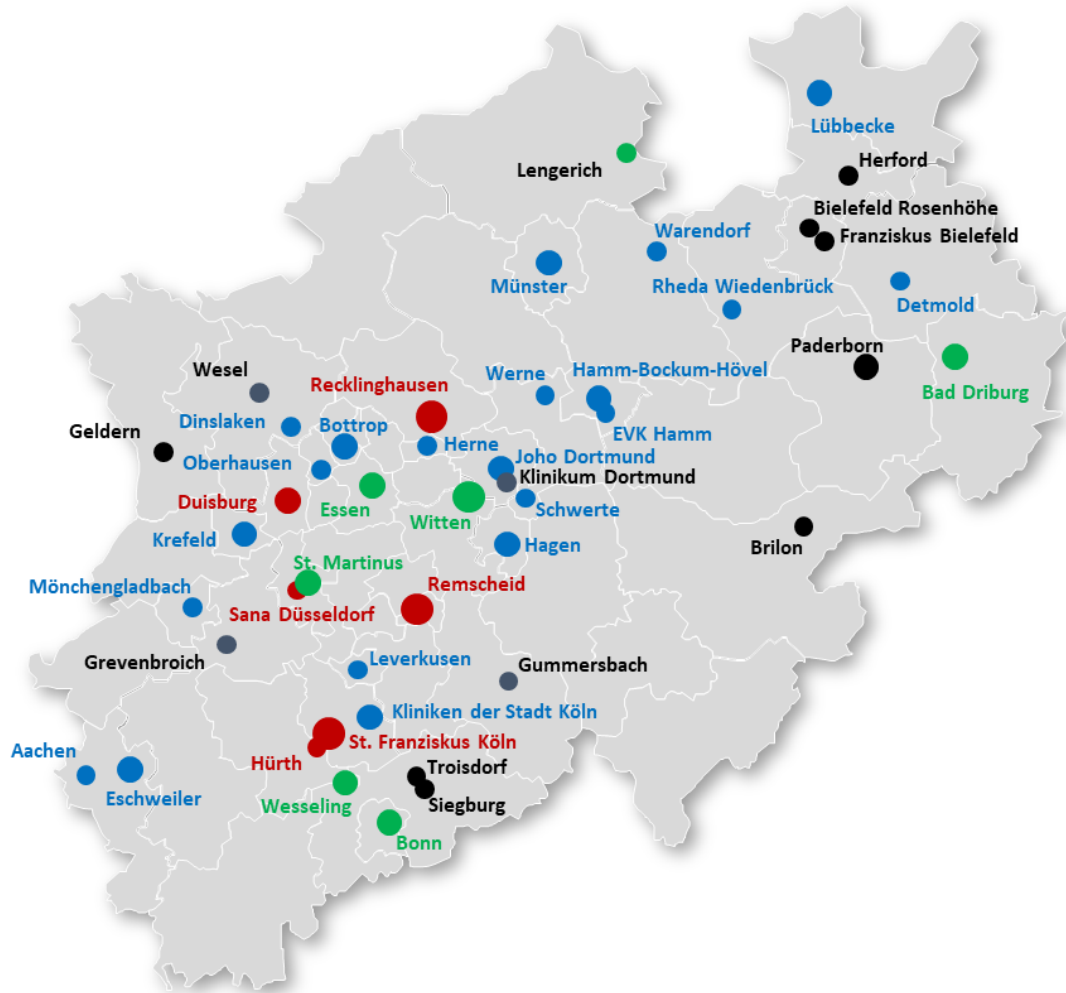 Lübbecke
Herford
Lengerich
Bielefeld Rosenhöhe
Franziskus Bielefeld
Warendorf
Münster
Rheda Wiedenbrück
Detmold
Paderborn
Bad Driburg
Wesel
Recklinghausen
Werne
Hamm-Bockum-Hövel
Dinslaken
Bottrop
Geldern
EVK Hamm
Herne
Joho Dortmund
Oberhausen
Klinikum Dortmund
Duisburg
Essen
Witten
Schwerte
Krefeld
Hagen
Brilon
St. Martinus
Mönchengladbach
Remscheid
Sana Düsseldorf
Grevenbroich
Leverkusen
Gummersbach
Kliniken der Stadt Köln
St. Franziskus Köln
Aachen
Hürth
Troisdorf
Eschweiler
Wesseling
Siegburg
Bonn